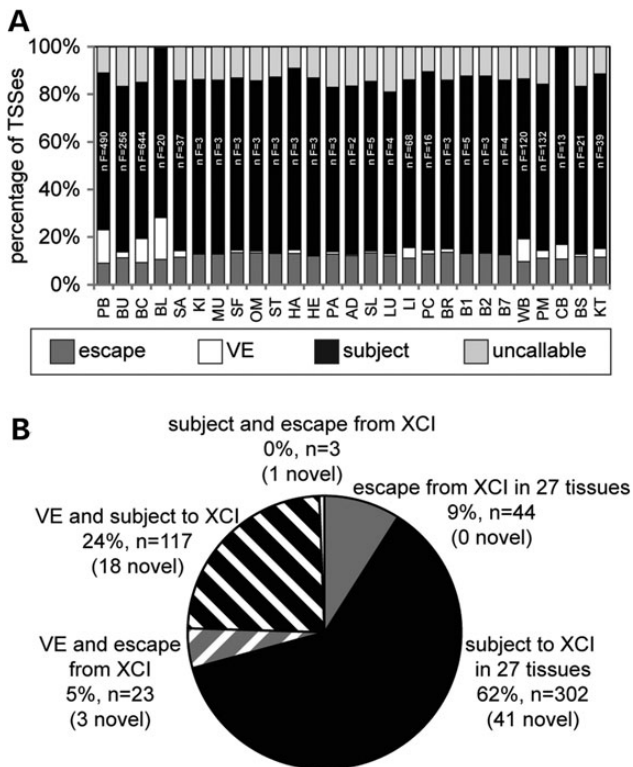 A
percentage of TSSes
100%
80%
60%
40%
20%
0%
n F=490
n F=256
n F=644
n F=20
n F=37
n F=3
n F=3
n F=3
n F=3
n F=3
n F=3
n F=3
n F=3
n F=2
n F=5
n F=4
n F=68
n F=16
n F=3
n F=5
n F=3
n F=4
n F=120
n F=132
n F=13
n F=21
n F=39
PB
BU
BC
BL
SA
KI
MU
SF
OM
ST
HA
HE
PA
AD
SL
LU
LI
PC
BR
B1
B2
B7
WB
PM
CB
BS
KT
escape
VE
subject
uncallable
B
subject and escape from XCI
0%, n=3
(1 novel)
escape from XCI in 27 tissues
9%, n=44
(0 novel)
VE and subject to XCI
24%, n=117
(18 novel)
VE and escape
from XCI
5%, n=23
(3 novel)
subject to XCI
in 27 tissues
62%, n=302
(41 novel)